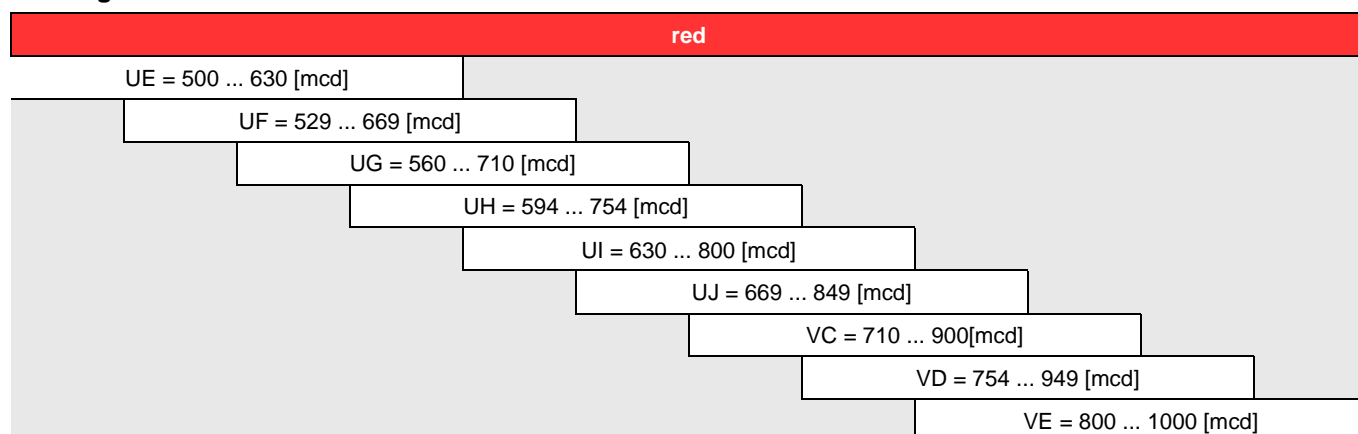 red
UE = 500 ... 630 [mcd]
UF = 529 ... 669 [mcd]
UG = 560 ... 710 [mcd]
UH = 594 ... 754 [mcd]
UI = 630 ... 800 [mcd]
UJ = 669 ... 849 [mcd]
VC = 710 ... 900[mcd]
VD = 754 ... 949 [mcd]
VE = 800 ... 1000 [mcd]